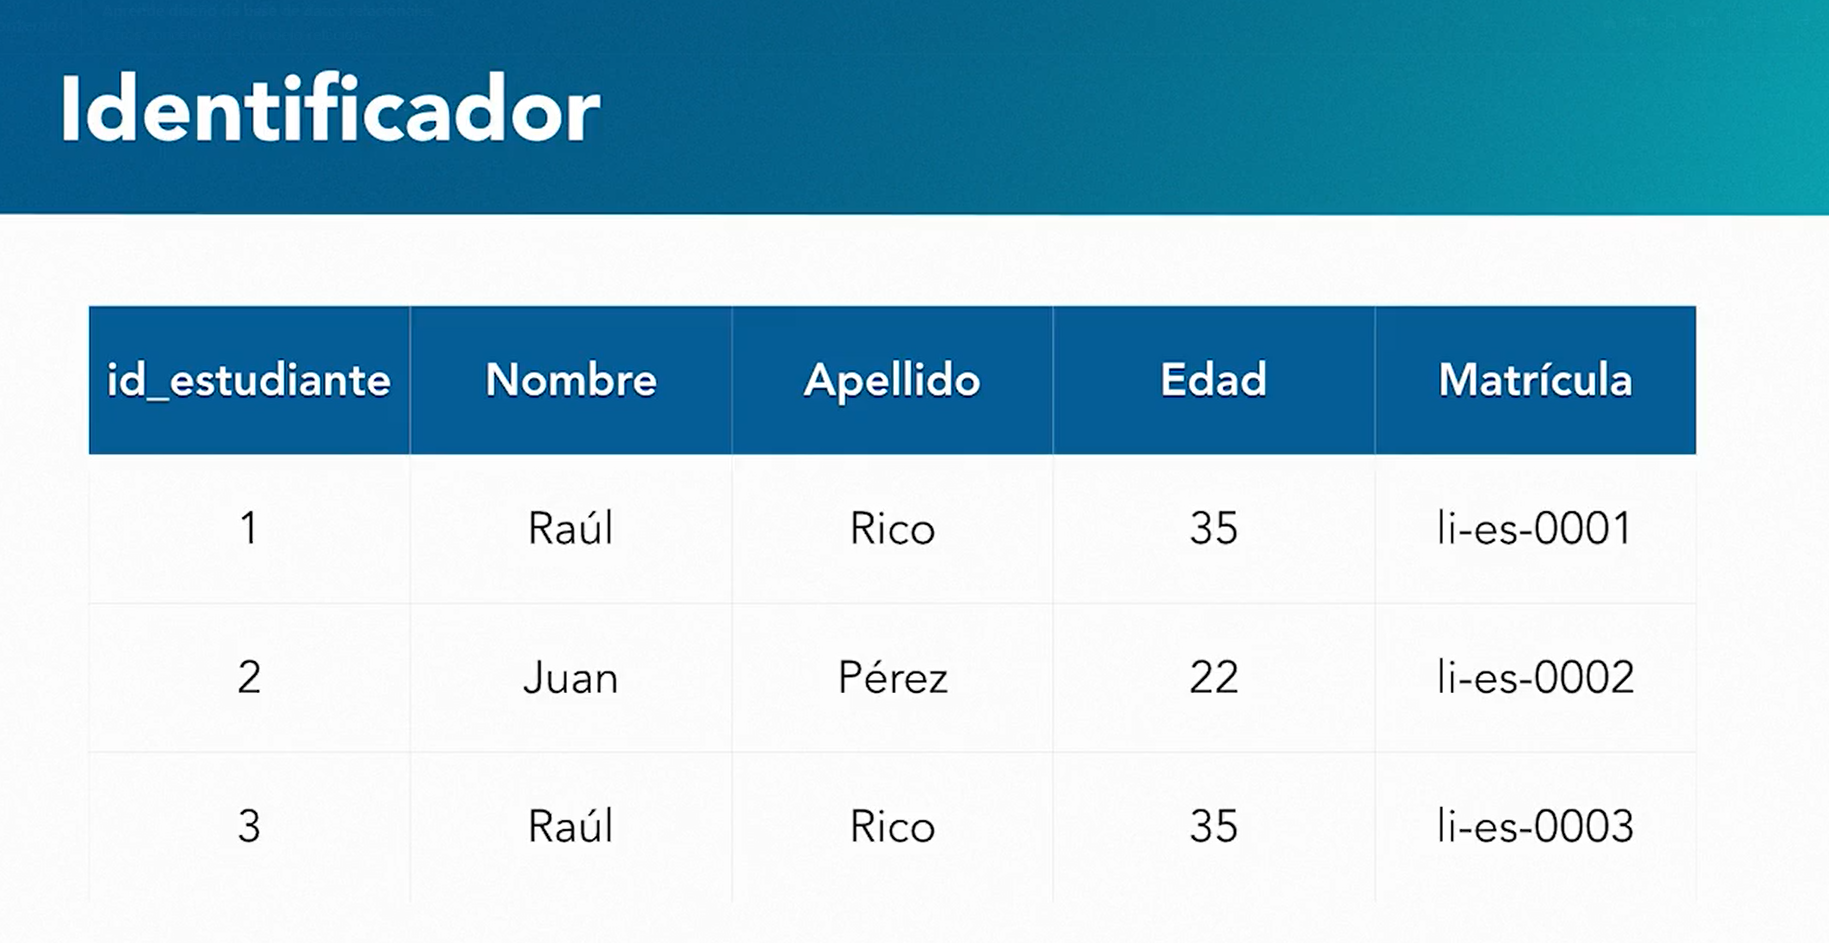 Identificador
id_estudiante Nombre Apellido Edad Matrícula
1 Raúl Rico 35 li-es-0001
2 Juan Pérez 22 li-es-0002
3 Raúl Rico 35 li-es-0003